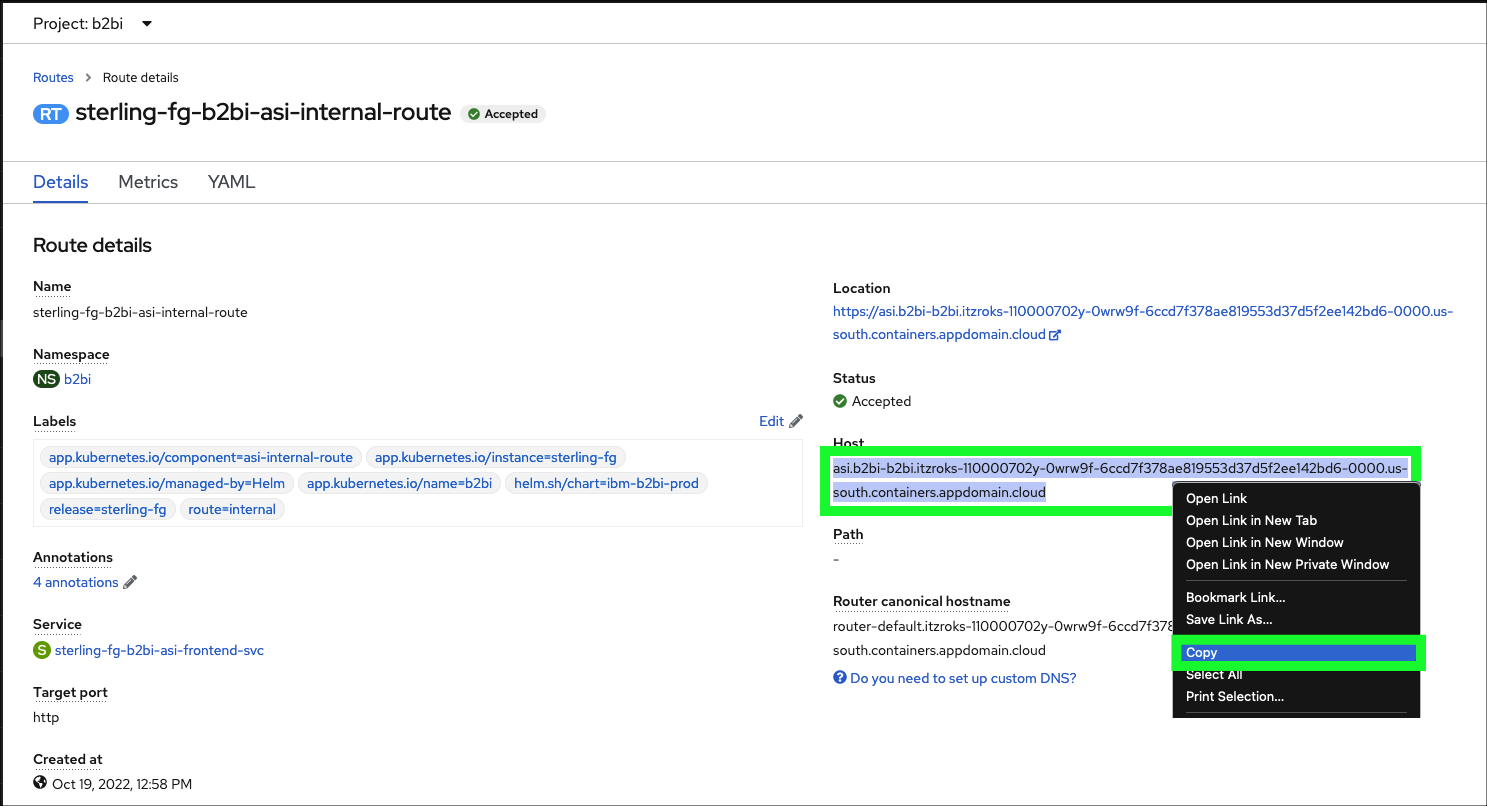 Project: b2bi
Routes > Route details
RT sterling-fg-b2bi-asi-internal-route Accepted
Details Metrics YAML
Route details
Name
sterling-fg-b2bi-asi-internal-route
Namespace
NS b2bi
Labels Edit
app.kubernetes.io/component=asi-internal-route app.kubernetes.io/instance=sterling-fg
app.kubernetes.io/managed-by=Helm app.kubernetes.io/name=b2bi helm.sh/chart=ibm-b2bi-prod
release=sterling-fg route=internal
Annotations
4 annotations
Service
S sterling-fg-b2bi-asi-frontend-svc
Target port
http
Created at
Oct 19, 2022, 12:58 PM
Location
https://asi.b2bi-b2bi.itzroks-110000702y-0wrw9f-6ccd7f378ae819553d37d5f2ee142bd6-0000.us-
south.containers.appdomain.cloud
Status
Accepted
Host
asi.b2bi-b2bi.itzroks-110000702y-0wrw9f-6ccd7f378ae819553d37d5f2ee142bd6-0000.us-
south.containers.appdomain.cloud
Path
-
Router canonical hostname
router-default.itzroks-110000702y-0wrw9f-6ccd7f378
south.containers.appdomain.cloud
Do you need to set up custom DNS?
Open Link
Open Link in New Tab
Open Link in New Window
Open Link in New Private Window
Bookmark Link...
Save Link As...
Copy
Select All
Print Selection...